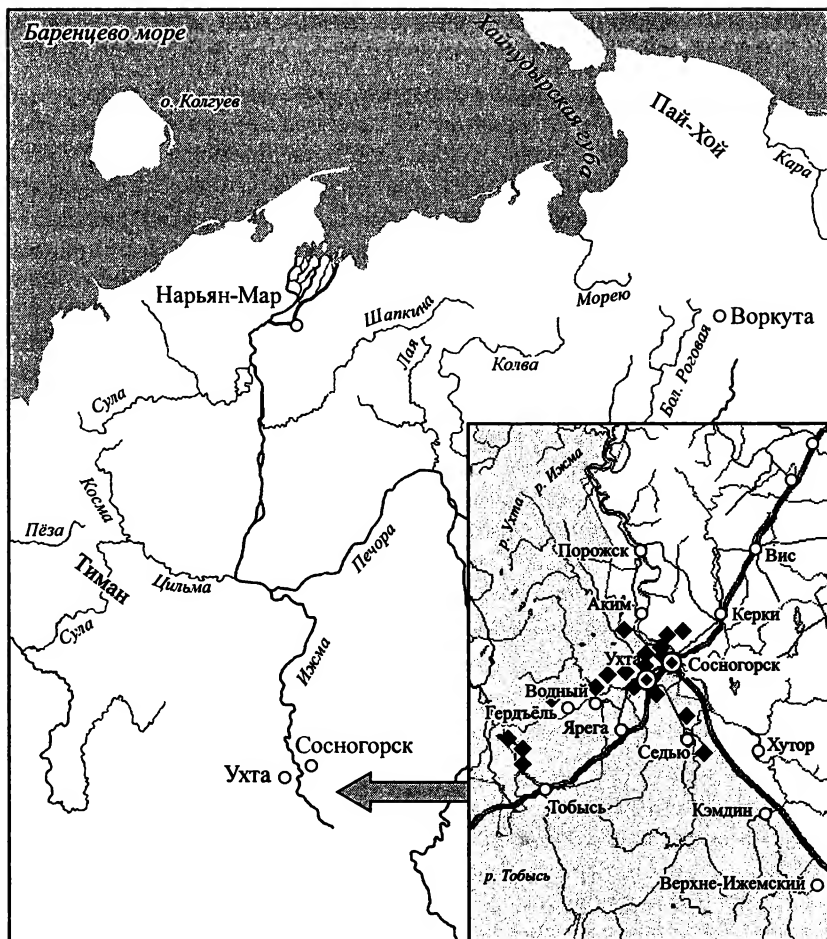 Баренцево море
о. Колгуев
Хайпудырская губа
Пай-Хой
Кара
Нарьян-Мар
Шапкина
Морею
Воркута
Лая
Колва
Бол. Роговая
Сула
Косма
Пёза
Тиман
Цильма
Печора
Сула
Ижма
Сосногорск
Ухта
р. Ижма
р. Ухта
Порожск
Вис
Аким
Керки
Ухта
Сосногорск
Водный
Гердъёль
Ярега
Седью
Хутор
Тобысь
Кэмдин
р. Тобысь
Верхне-Ижемский